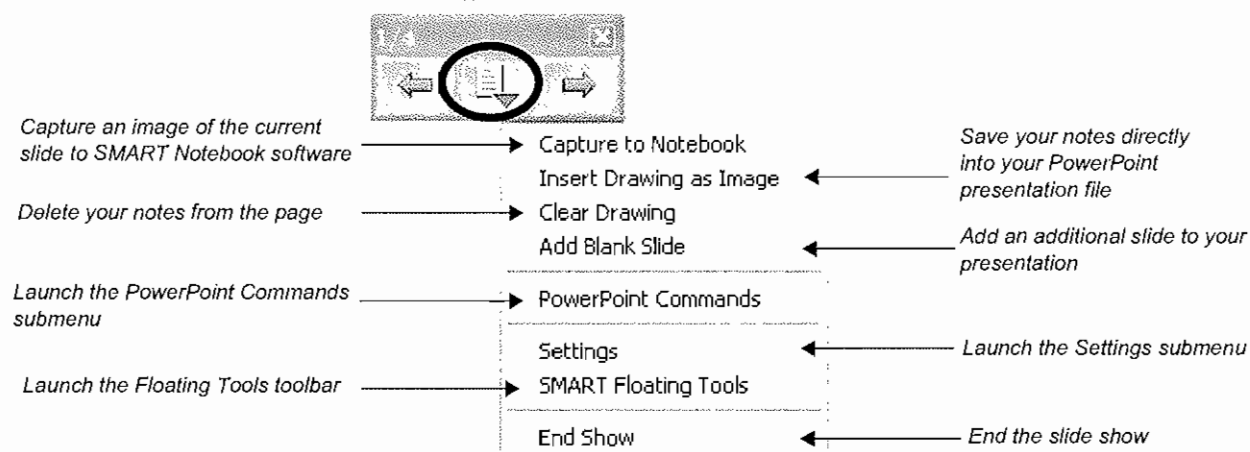 1/4
Capture an image of the current
slide to SMART Notebook software
Capture to Notebook
Save your notes directly
into your PowerPoint
presentation file
Insert Drawing as Image
Delete your notes from the page
Clear Drawing
Add Blank Slide
Add an additional slide to your
presentation
Launch the PowerPoint Commands
submenu
PowerPoint Commands
Settings
Launch the Settings submenu
Launch the Floating Tools toolbar
SMART Floating Tools
End Show
End the slide show